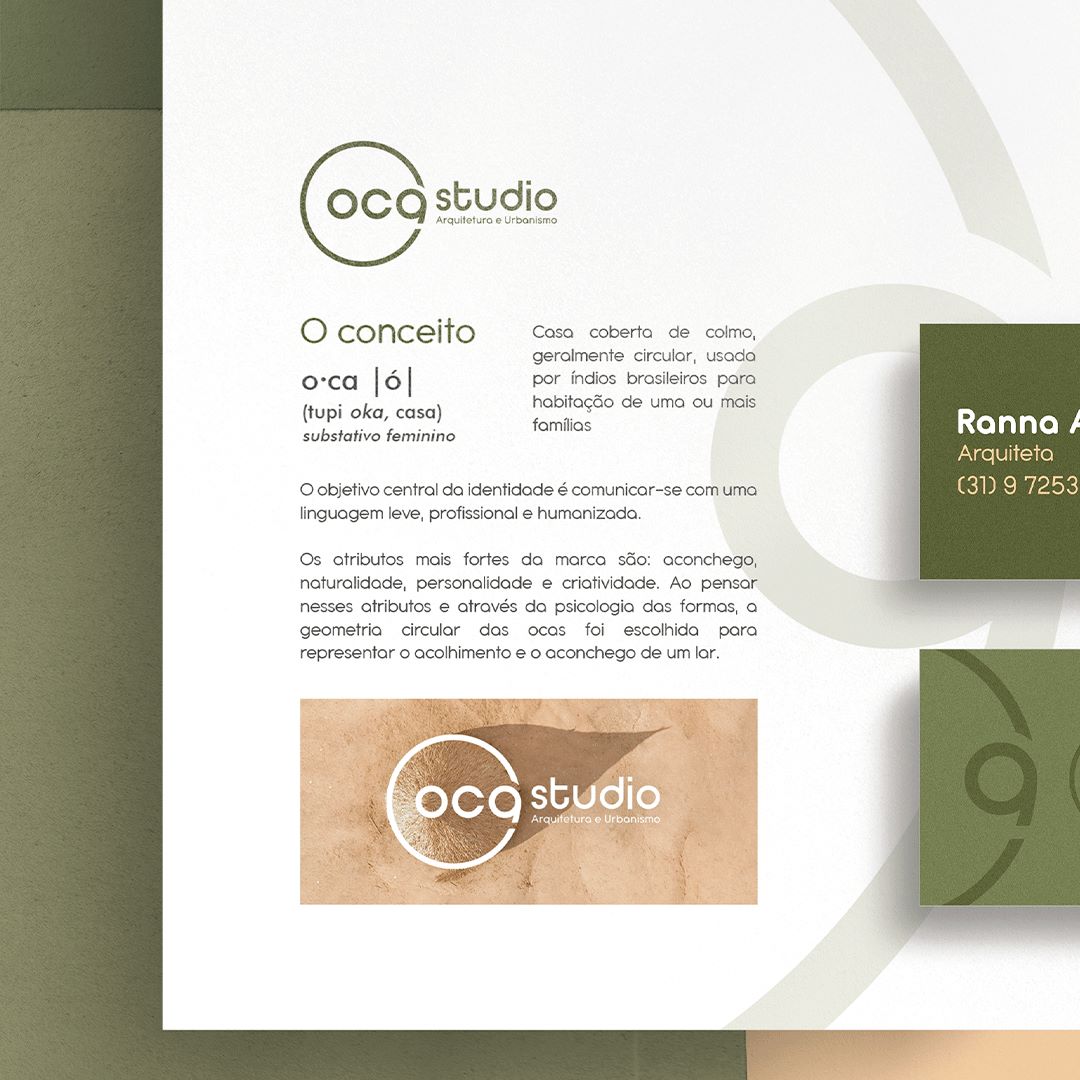 oca studio
Arquitetura e Urbanismo
O conceito
o·ca |ó|
(tupi oka, casa)
substativo feminino
Casa coberta de colmo,
geralmente circular, usada
por índios brasileiros para
habitação de uma ou mais
famílias
O objetivo central da identidade é comunicar-se com uma
linguagem leve, profissional e humanizada.
Os atributos mais fortes da marca são: aconchego,
naturalidade, personalidade e criatividade. Ao pensar
nesses atributos e através da psicologia das formas, a
geometria circular das ocas foi escolhida para
representar o acolhimento e o aconchego de um lar.
oca studio
Arquitetura e Urbanismo
Ranna A
Arquiteta
(31) 9 7253
a